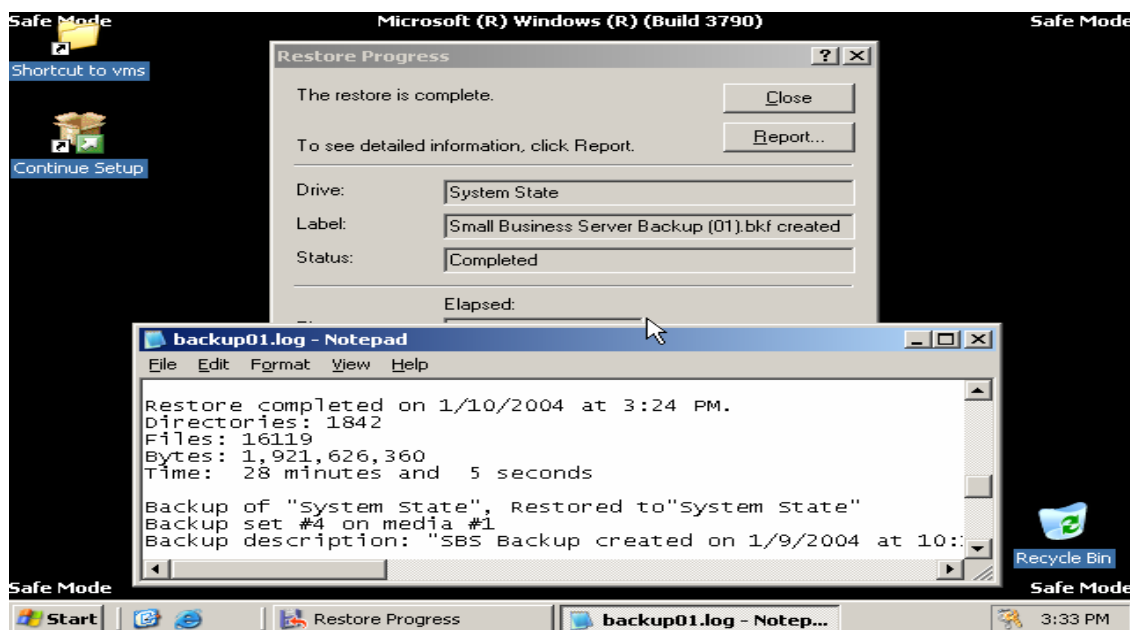 Safe Mode
Microsoft (R) Windows (R) (Build 3790)
Safe Mode
Shortcut to vms
Continue Setup
Restore Progress
The restore is complete.
Close
To see detailed information, click Report.
Report...
Drive:
System State
Label:
Small Business Server Backup (01).bkf created
Status:
Completed
Elapsed:
backup01.log - Notepad
File Edit Format View Help
Restore completed on 1/10/2004 at 3:24 PM.
Directories: 1842
Files: 16119
Bytes: 1,921,626,360
Time: 28 minutes and 5 seconds
Backup of "System State", Restored to"System State"
Backup set #4 on media #1
Backup description: "SBS Backup created on 1/9/2004 at 10:
Recycle Bin
Safe Mode
Safe Mode
Start
Restore Progress
backup01.log - Notep...
3:33 PM